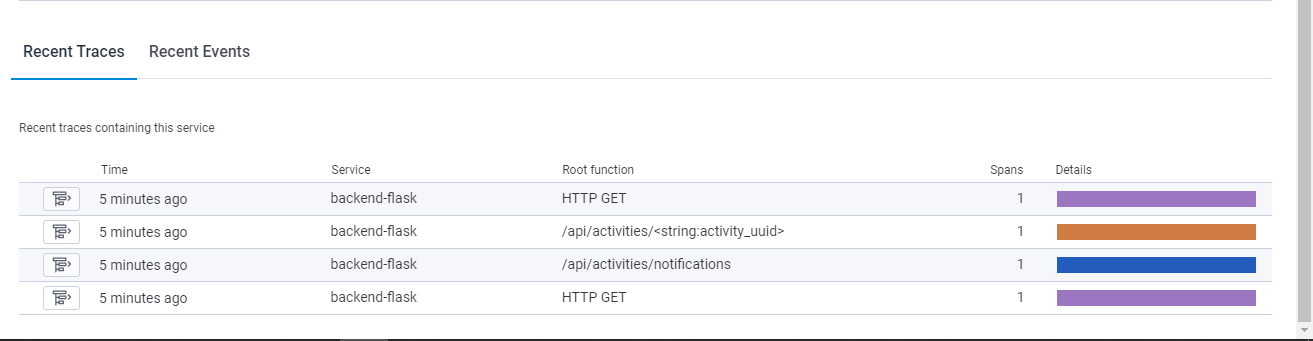 Recent Traces Recent Events
Recent traces containing this service
Time Service Root function Spans Details
5 minutes ago backend-flask HTTP GET 1
5 minutes ago backend-flask /api/activities/<string:activity_uuid> 1
5 minutes ago backend-flask /api/activities/notifications 1
5 minutes ago backend-flask HTTP GET 1